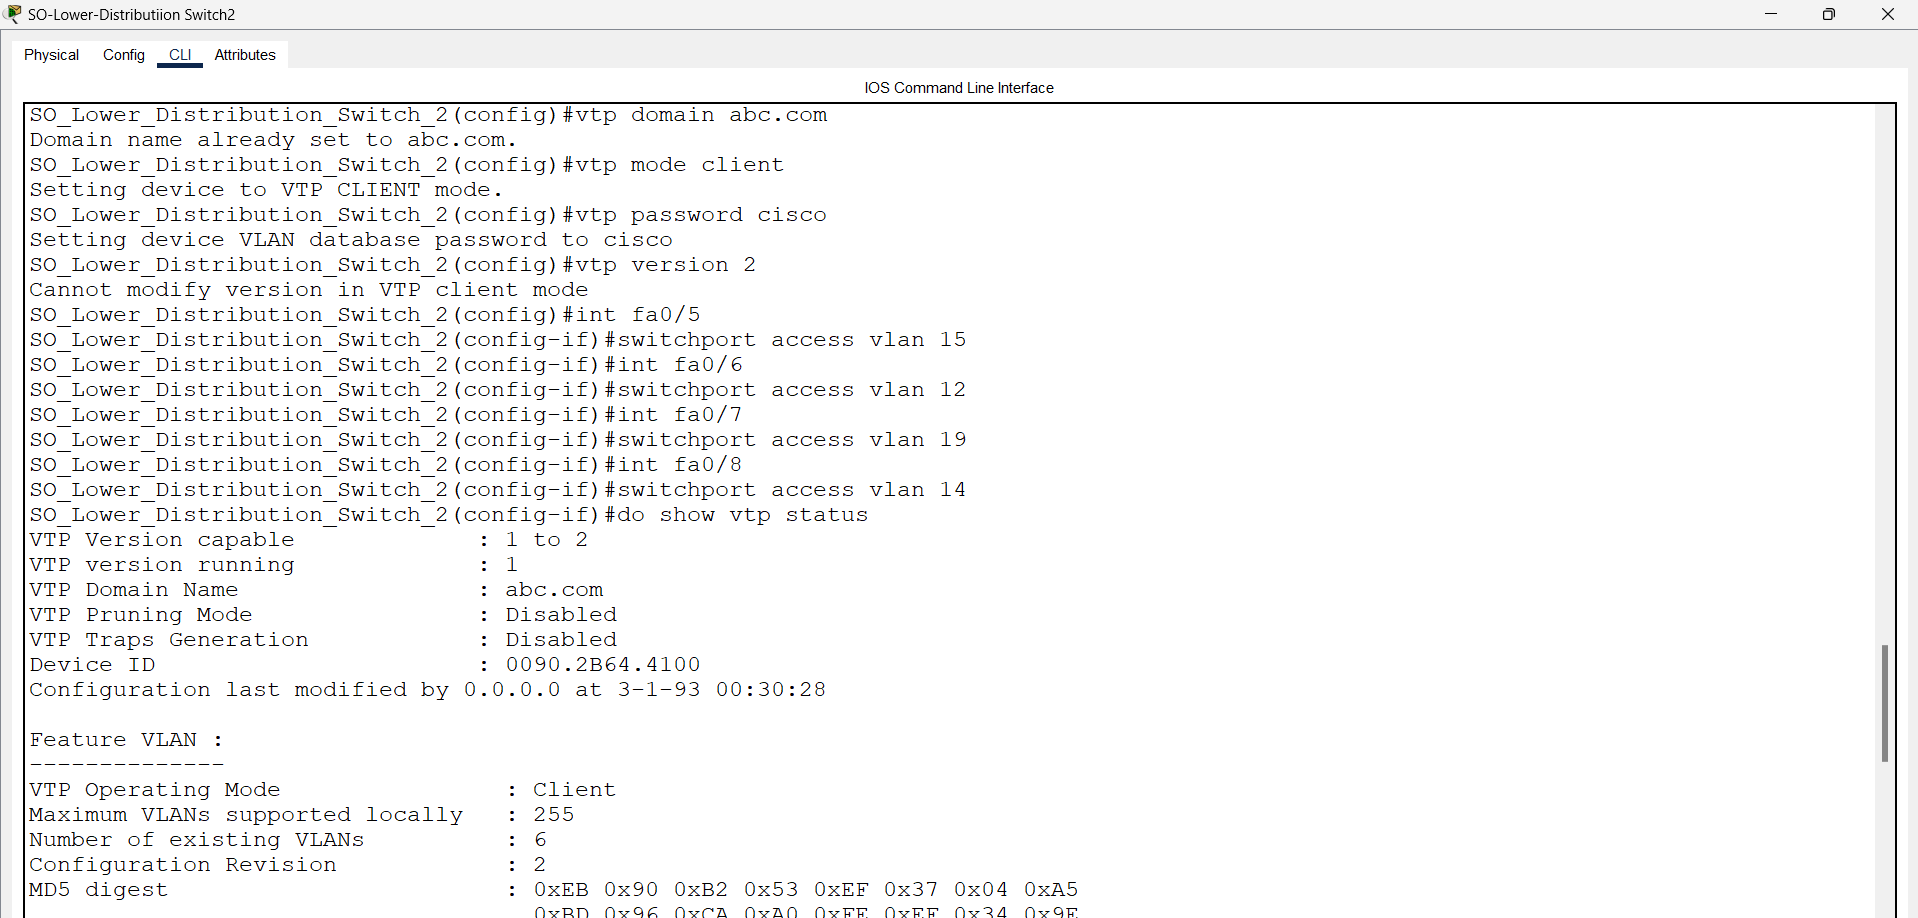 SO-Lower-Distributiion Switch2
Physical Config CLI Attributes
IOS Command Line Interface
SO_Lower_Distribution_Switch_2(config)#vtp domain abc.com
Domain name already set to abc.com.
SO_Lower_Distribution_Switch_2(config)#vtp mode client
Setting device to VTP CLIENT mode.
SO_Lower_Distribution_Switch_2(config)#vtp password cisco
Setting device VLAN database password to cisco
SO_Lower_Distribution_Switch_2(config)#vtp version 2
Cannot modify version in VTP client mode
SO_Lower_Distribution_Switch_2(config)#int fa0/5
SO_Lower_Distribution_Switch_2(config-if)#switchport access vlan 15
SO_Lower_Distribution_Switch_2(config-if)#int fa0/6
SO_Lower_Distribution_Switch_2(config-if)#switchport access vlan 12
SO_Lower_Distribution_Switch_2(config-if)#int fa0/7
SO_Lower_Distribution_Switch_2(config-if)#switchport access vlan 19
SO_Lower_Distribution_Switch_2(config-if)#int fa0/8
SO_Lower_Distribution_Switch_2(config-if)#switchport access vlan 14
SO_Lower_Distribution_Switch_2(config-if)#do show vtp status
VTP Version capable : 1 to 2
VTP version running : 1
VTP Domain Name : abc.com
VTP Pruning Mode : Disabled
VTP Traps Generation : Disabled
Device ID : 0090.2B64.4100
Configuration last modified by 0.0.0.0 at 3-1-93 00:30:28
Feature VLAN :
--------------
VTP Operating Mode : Client
Maximum VLANs supported locally : 255
Number of existing VLANs : 6
Configuration Revision : 2
MD5 digest : 0xEB 0x90 0xB2 0x53 0xEF 0x37 0x04 0xA5
0xBD 0x96 0xCA 0xA0 0xFE 0xEF 0x34 0x9E